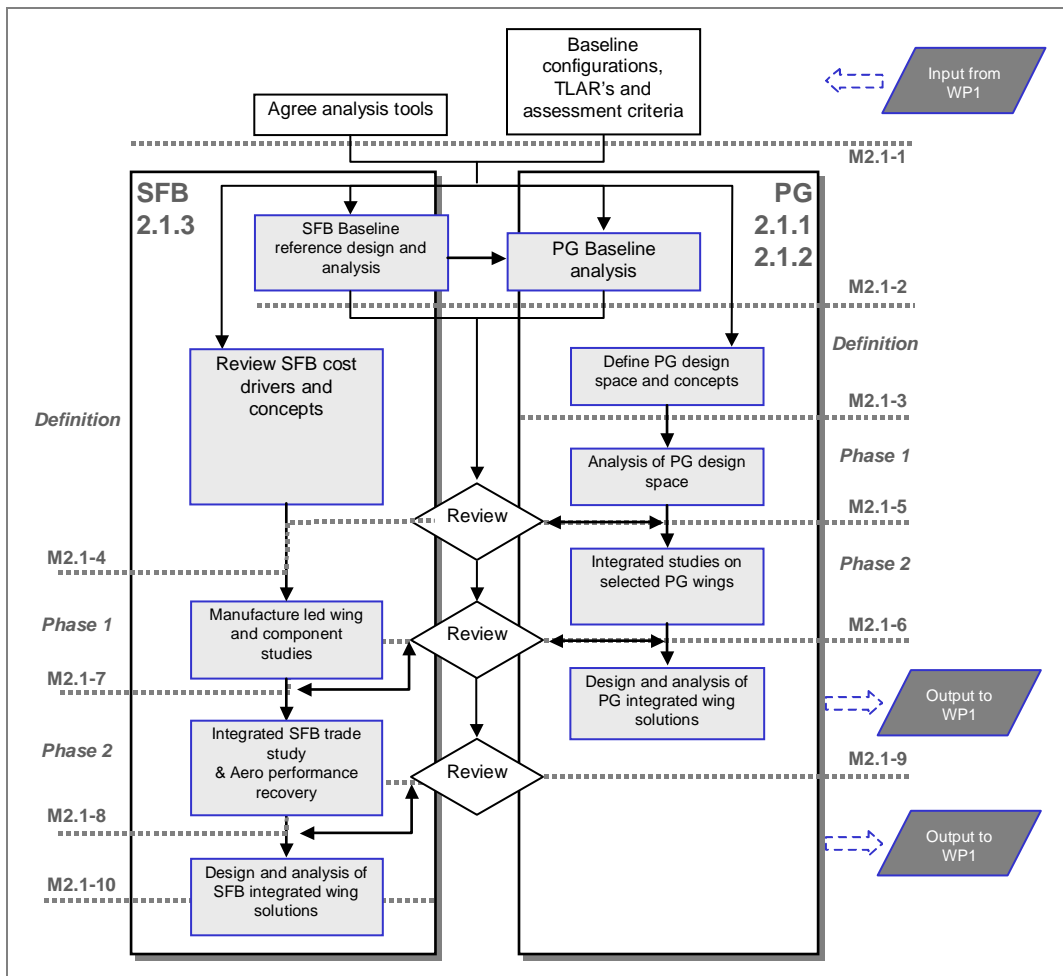 Baseline
configurations,
TLAR's and
assessment criteria
Agree analysis tools
Input from
WP1
M2.1-1
SFB
2.1.3
PG
2.1.1
2.1.2
SFB Baseline
reference design and
analysis
PG Baseline
analysis
M2.1-2
Definition
Review SFB cost
drivers and
concepts
Define PG design
space and concepts
M2.1-3
Definition
Phase 1
Analysis of PG design
space
Review
M2.1-5
M2.1-4
Integrated studies on
selected PG wings
Phase 2
Phase 1
Manufacture led wing
and component
studies
Review
M2.1-6
M2.1-7
Design and analysis of
PG integrated wing
solutions
Output to
WP1
Phase 2
Integrated SFB trade
study
& Aero performance
recovery
Review
M2.1-9
M2.1-8
Output to
WP1
M2.1-10
Design and analysis of
SFB integrated wing
solutions